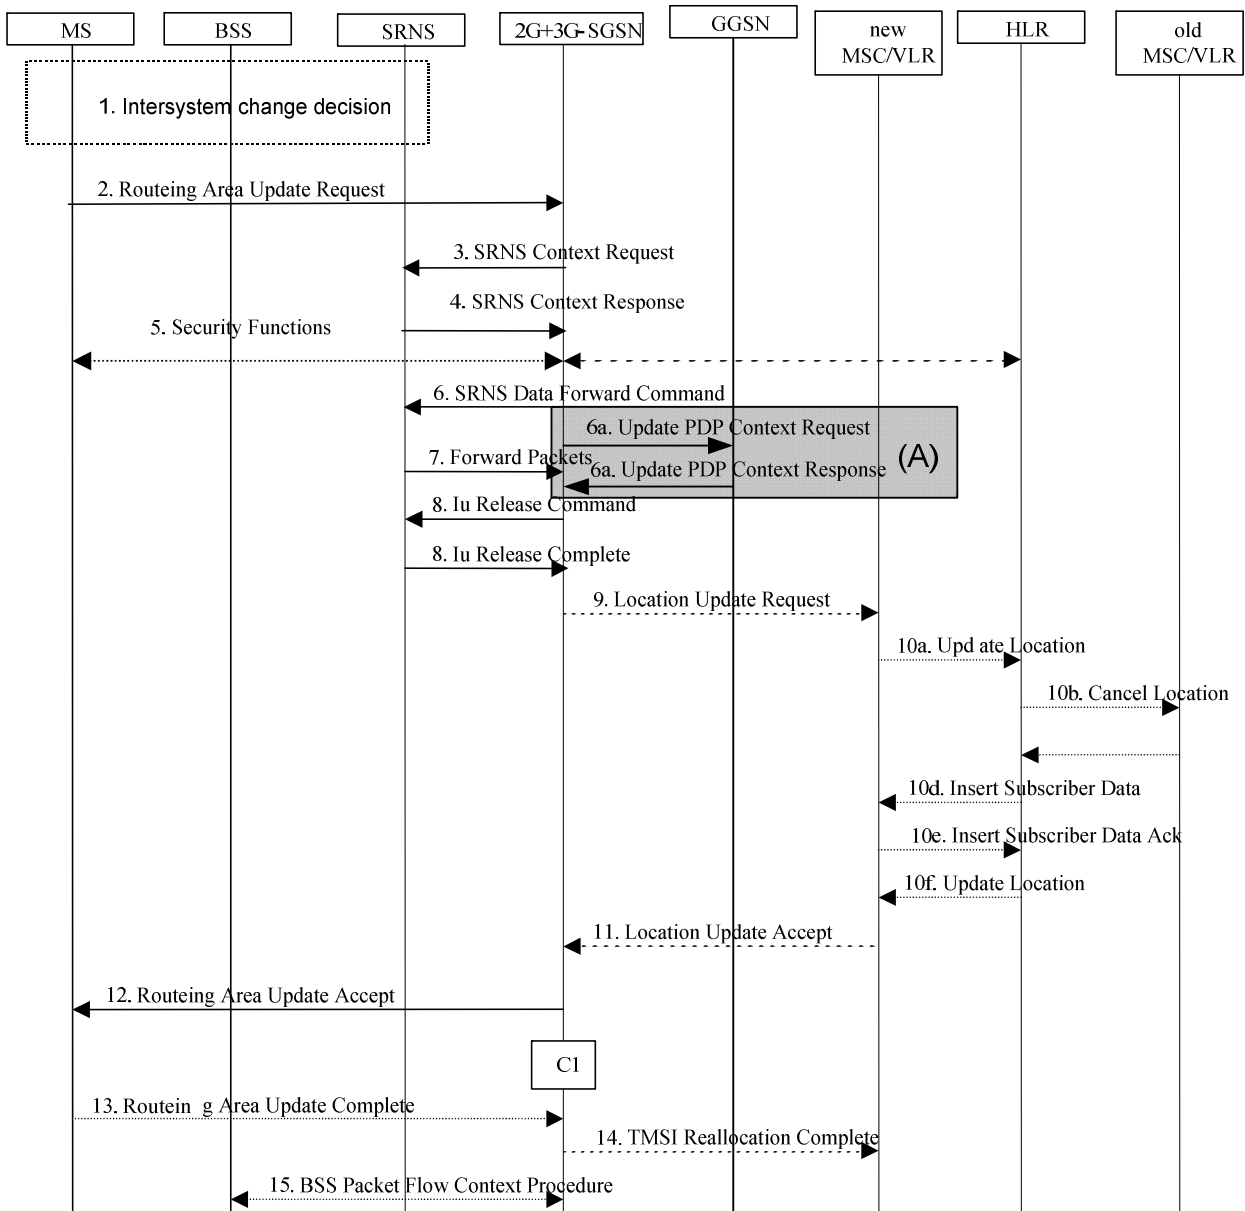 MS
BSS
SRNS
2G+3G-SGSN
GGSN
new
MSC/VLR
HLR
old
MSC/VLR
1. Intersystem change decision
2. Routeing Area Update Request
3. SRNS Context Request
4. SRNS Context Response
5. Security Functions
6. SRNS Data Forward Command
6a. Update PDP Context Request
(A)
7. Forward Packets
6a. Update PDP Context Response
8. Iu Release Command
8. Iu Release Complete
9. Location Update Request
10a. Upd ate Location
10b. Cancel Location
10d. Insert Subscriber Data
10e. Insert Subscriber Data Ack
10f. Update Location
11. Location Update Accept
12. Routeing Area Update Accept
C1
13. Routein g Area Update Complete
14. TMSI Reallocation Complete
15. BSS Packet Flow Context Procedure